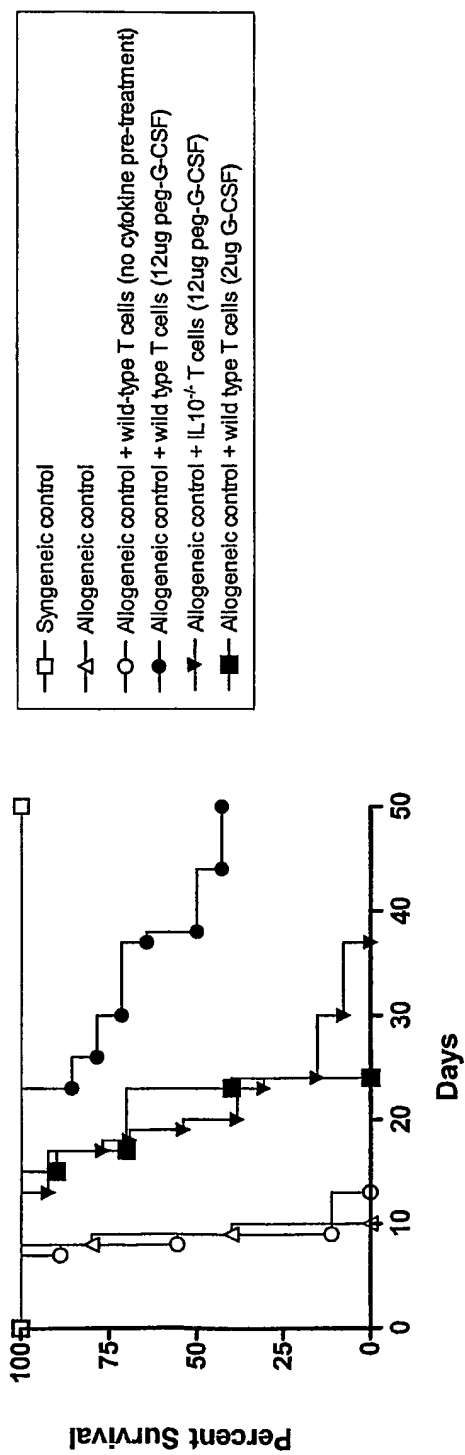 Syngeneic control
Allogeneic control
Allogeneic control + wild-type T cells (no cytokine pre-treatment)
Allogeneic control + wild type T cells (12ug peg-G-CSF)
Allogeneic control + IL10-/- T cells (12ug peg-G-CSF)
Allogeneic control + wild type T cells (2ug G-CSF)
Percent Survival
100
75
50
25
0
0 10 20 30 40 50
Days